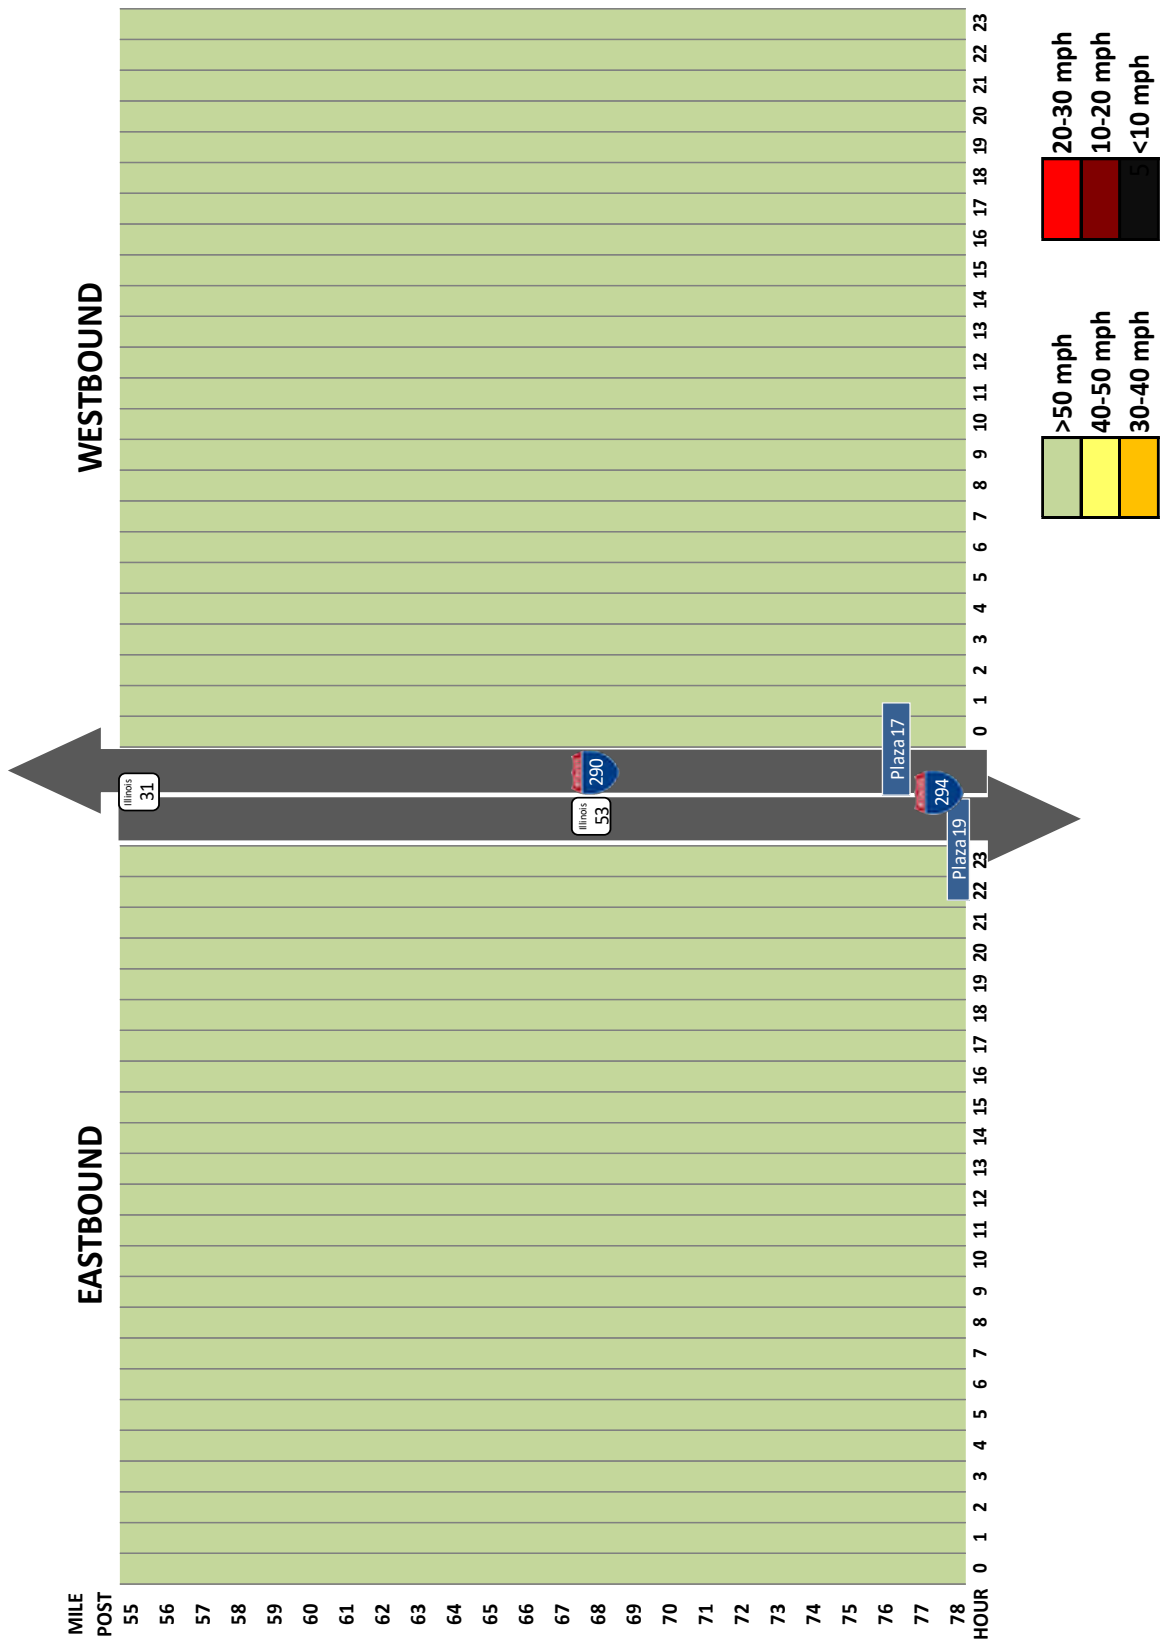 EASTBOUND
WESTBOUND
MILE
POST
55
56
57
58
59
60
61
62
63
64
65
66
67
68
69
70
71
72
73
74
75
76
77
78
Illinois
31
Illinois
53
290
Plaza 17
294
Plaza 19
HOUR 0 1 2 3 4 5 6 7 8 9 10 11 12 13 14 15 16 17 18 19 20 21 22 23
0 1 2 3 4 5 6 7 8 9 10 11 12 13 14 15 16 17 18 19 20 21 22 23
>50 mph
40-50 mph
30-40 mph
20-30 mph
10-20 mph
<10 mph
5